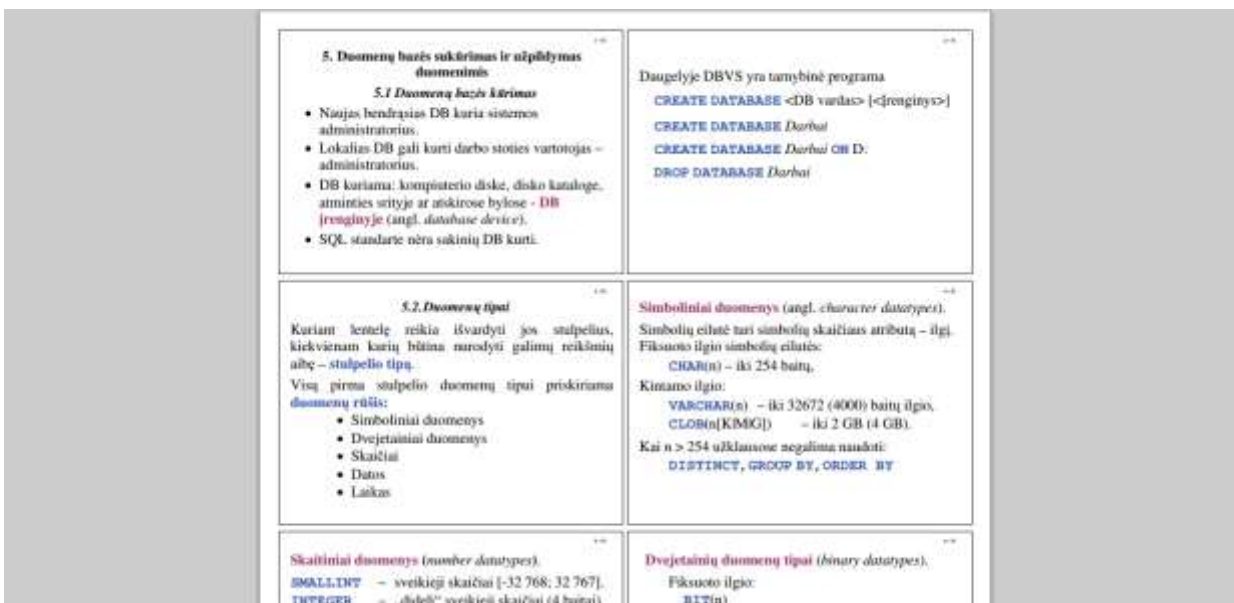 5. Duomenų bazės sukūrimas ir užpildymas
duomenimis
5.1 Duomenų bazės kūrimas
• Naujas bendrąsias DB kuria sistemos
administratorius.
• Lokalias DB gali kurti darbo stoties vartotojas –
administratorius.
• DB kuriama: kompiuterio diske, disko kataloge,
atminties srityje ar atskirose bylose - DB
įrenginyje (angl. database device).
• SQL standarte nėra sakinių DB kurti.
Daugelyje DBVS yra tarnybinė programa
CREATE DATABASE <DB vardas> [<Įrenginys>]
CREATE DATABASE Darbai
CREATE DATABASE Darbai ON D:
DROP DATABASE Darbai
5.2. Duomenų tipai
Kuriant lentelę reikia išvardyti jos stulpelius,
kiekvienam kurių būtina nurodyti galimų reikšmių
aibę – stulpelio tipą.
Visų pirma stulpelio duomenų tipui priskiriama
duomenų rūšis:
• Simboliniai duomenys
• Dvejetainiai duomenys
• Skaičiai
• Datos
• Laikas
Simboliniai duomenys (angl. character datatypes).
Simbolių eilutė turi simbolių skaičiaus atributą – ilgį.
Fiksuoto ilgio simbolių eilutės:
CHAR(n) – iki 254 baitų,
Kintamo ilgio:
VARCHAR(n) – iki 32672 (4000) baitų ilgio,
CLOB(n[K|M|G]) – iki 2 GB (4 GB).
Kai n > 254 užklausose negalima naudoti:
DISTINCT, GROUP BY, ORDER BY
Skaitiniai duomenys (number datatypes).
SMALLINT – sveikieji skaičiai [-32 768; 32 767].
INTEGER – „dideli“ sveikieji skaičiai (4 baitai)
Dvejetainių duomenų tipai (binary datatypes).
Fiksuoto ilgio:
BIT(n)